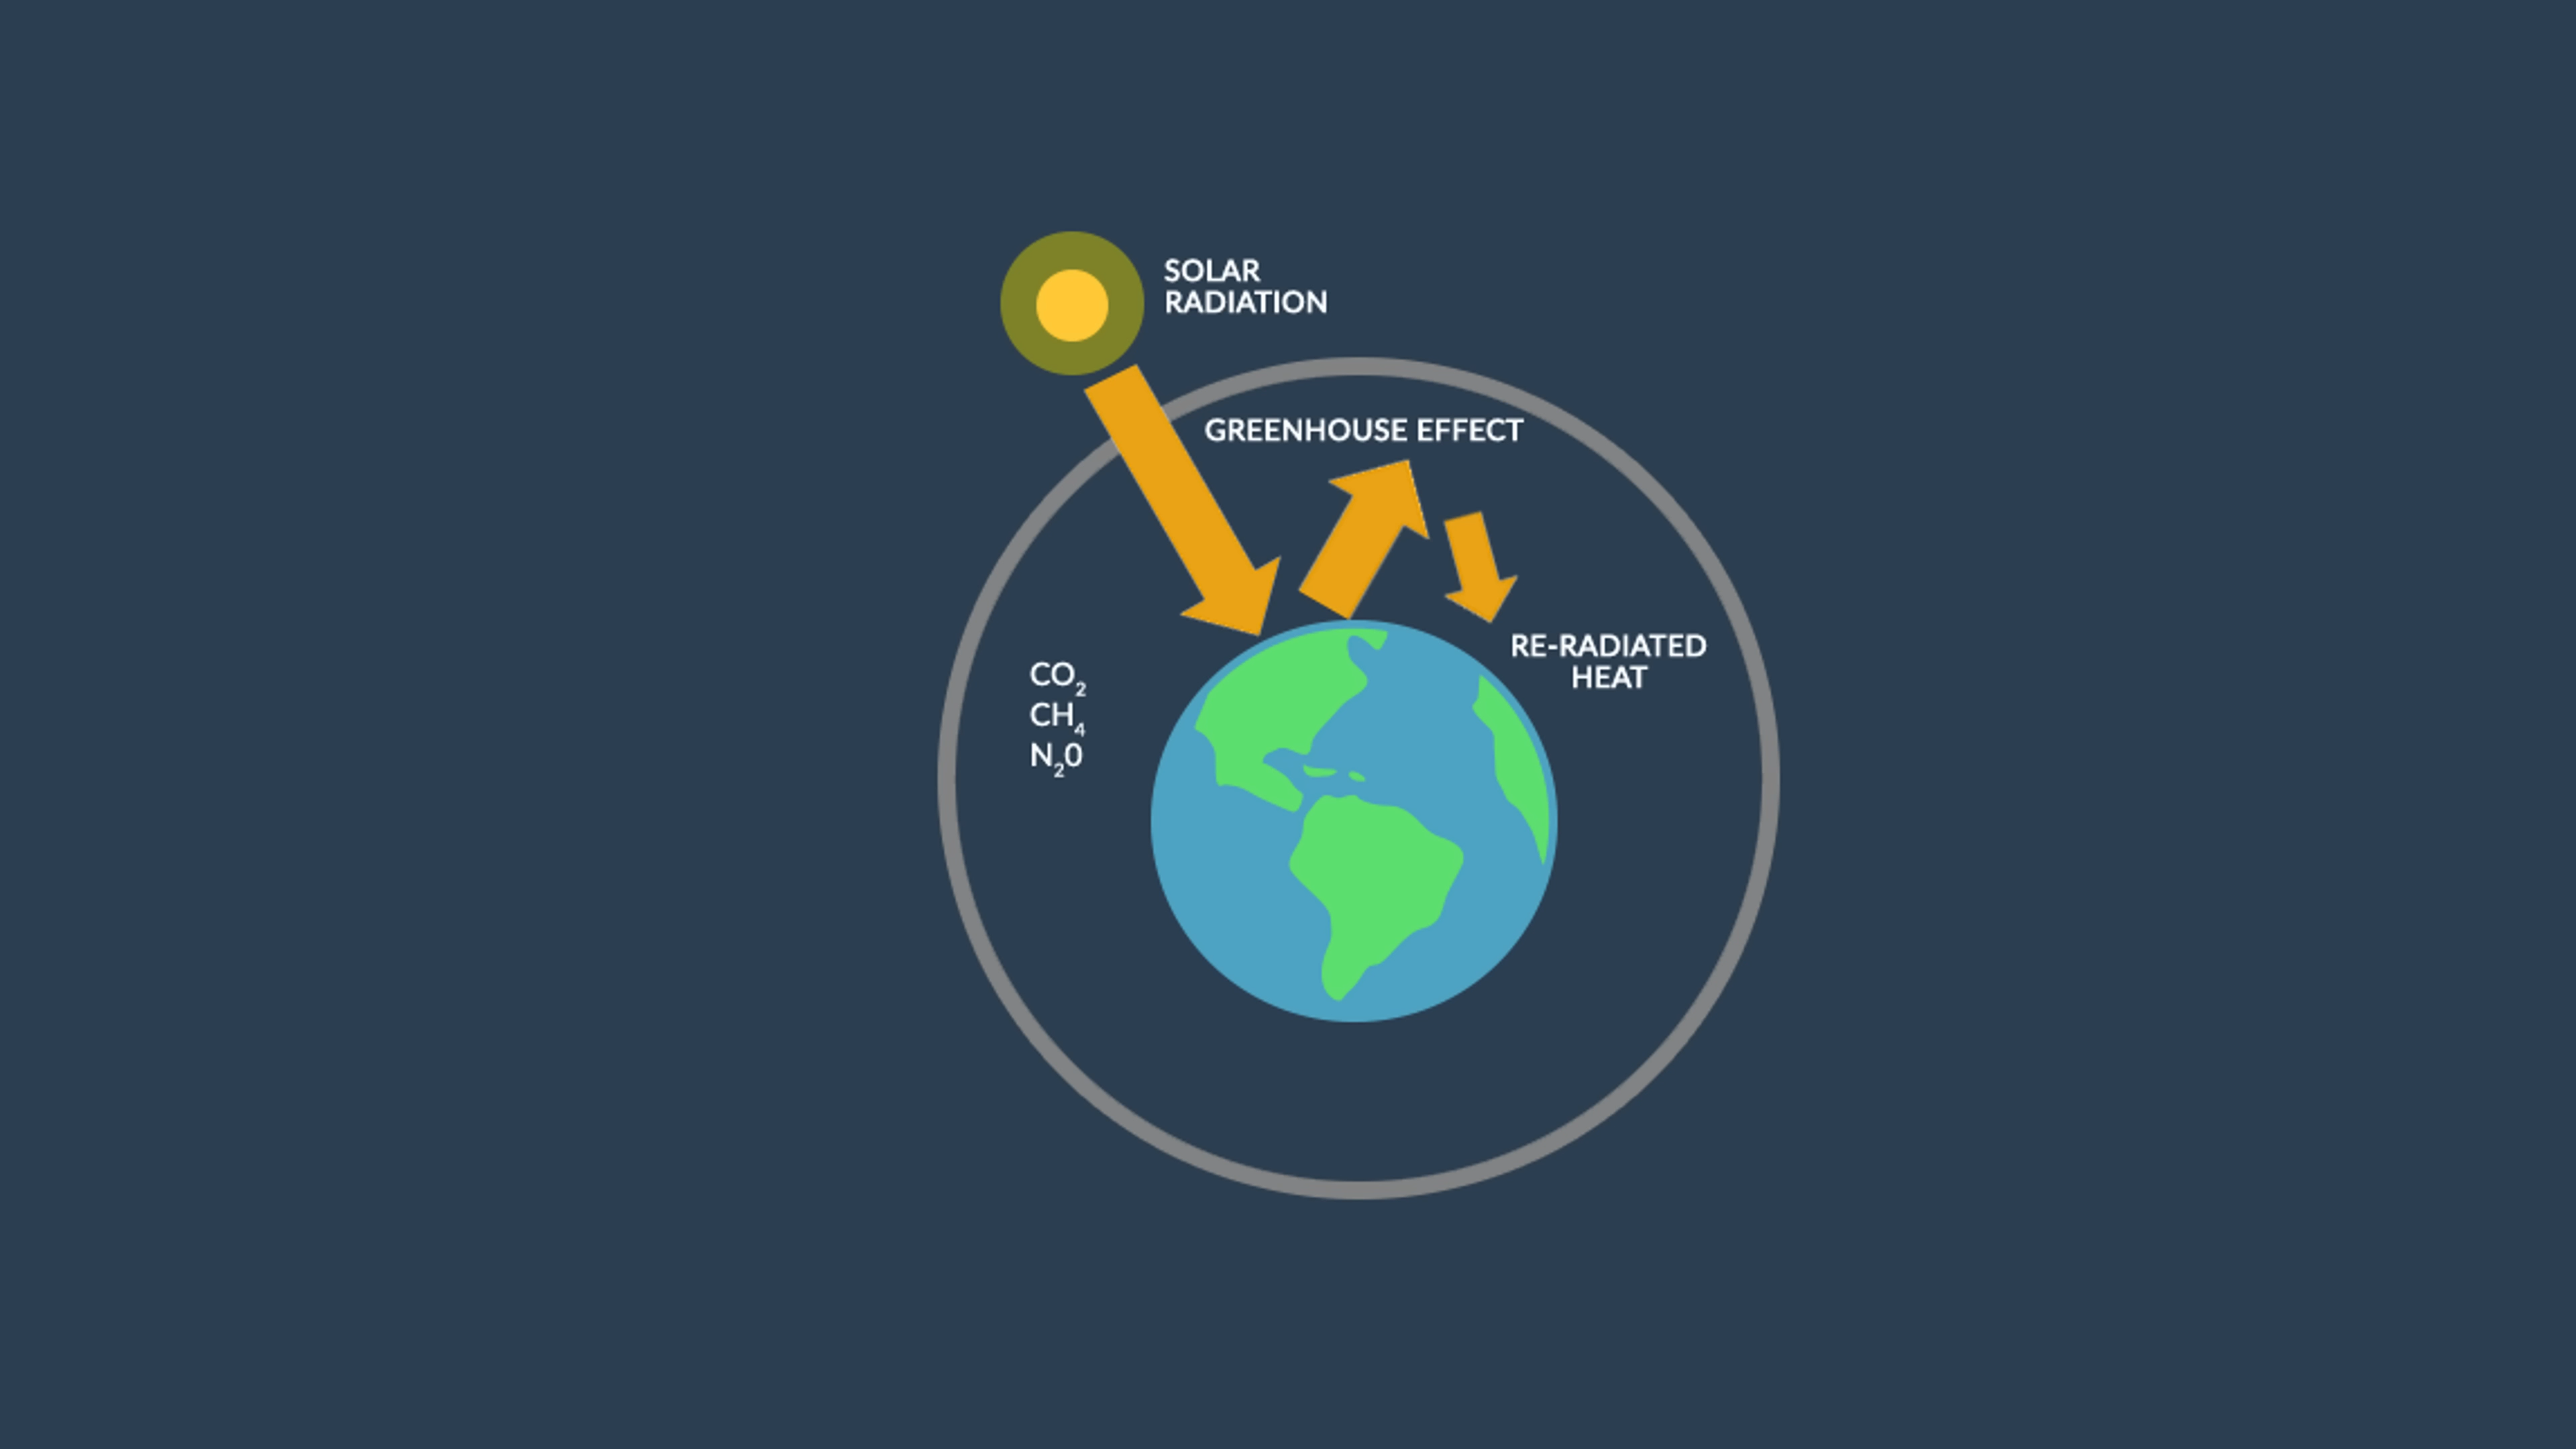 SOLAR
RADIATION
GREENHOUSE EFFECT
RE-RADIATED
HEAT
CO₂
CH₄
N₂0